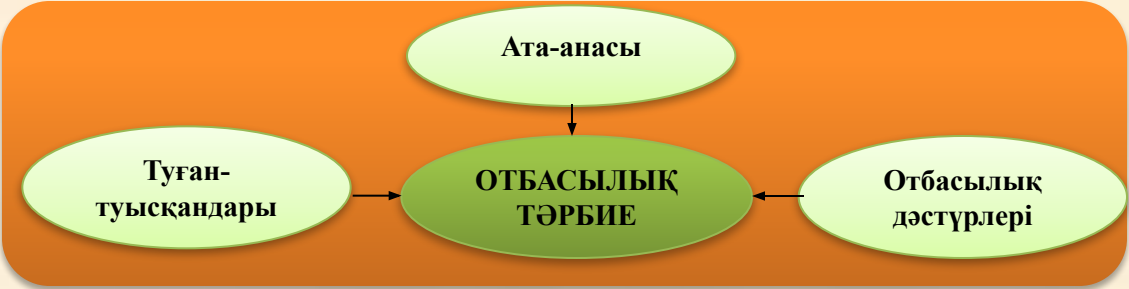 Ата-анасы
Туған-
туысқандары
ОТБАСЫЛЫҚ
ТӘРБИЕ
Отбасылық
дәстүрлері